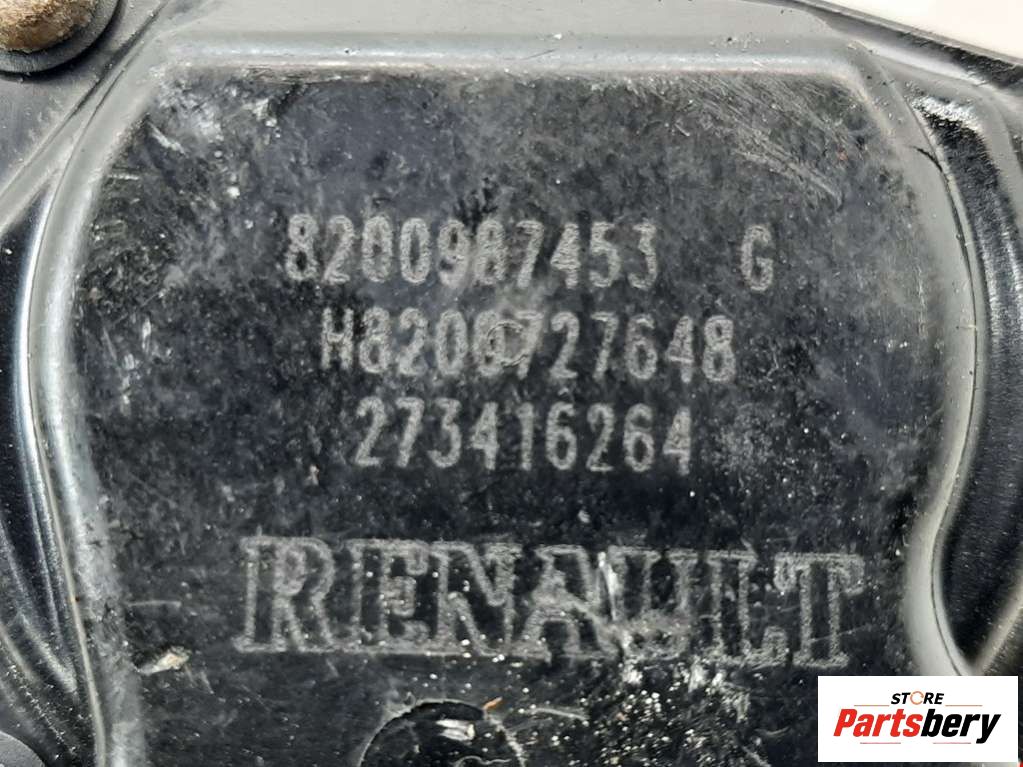 8200987453 G
H8200727648
273416264
RENAULT
STORE
Partsbery